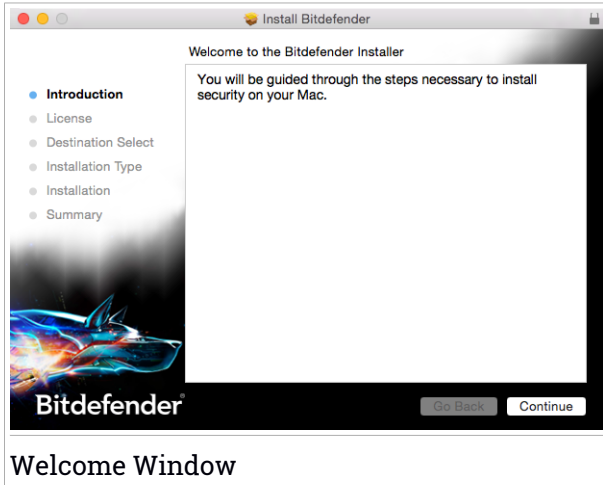 Install Bitdefender
Welcome to the Bitdefender Installer
Introduction
License
Destination Select
Installation Type
Installation
Summary
You will be guided through the steps necessary to install
security on your Mac.
Bitdefender®
Go Back
Continue
Welcome Window